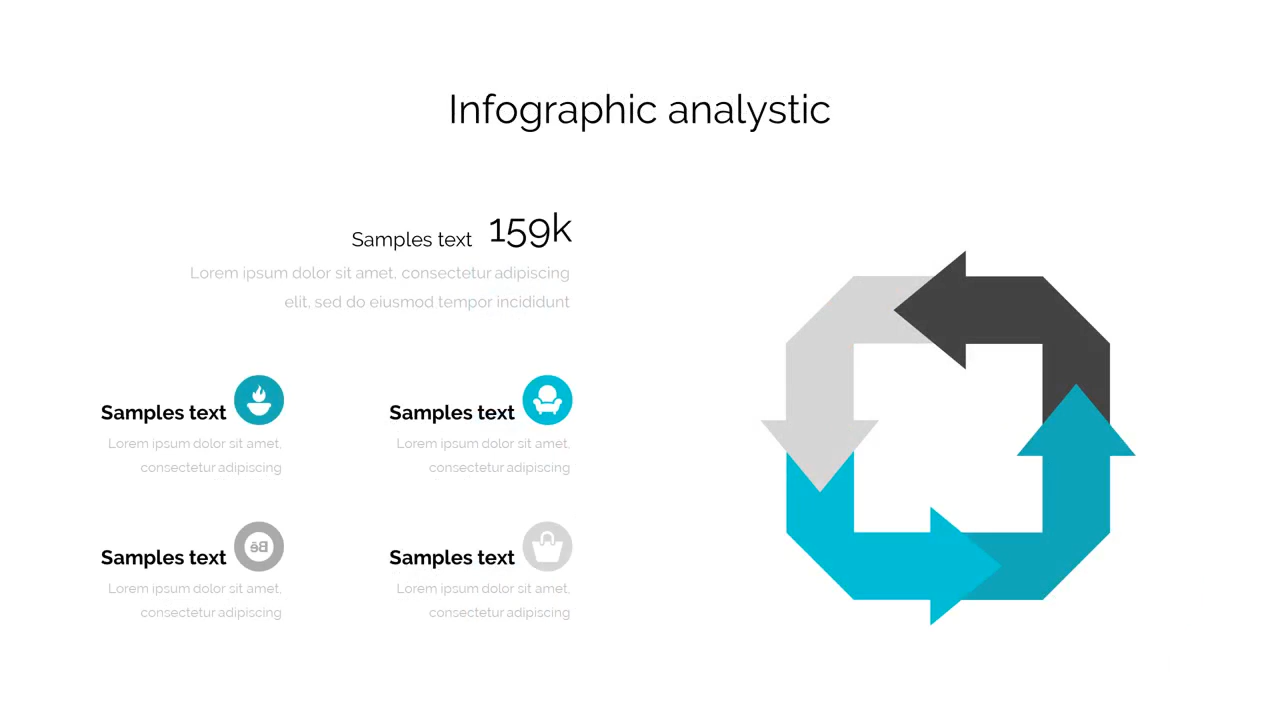 Infographic analystic
Samples text 159k
Lorem ipsum dolor sit amet, consectetur adipiscing
elit, sed do eiusmod tempor incididunt
Samples text
Lorem ipsum dolor sit amet,
consectetur adipiscing
Samples text
Lorem ipsum dolor sit amet,
consectetur adipiscing
Samples text
Lorem ipsum dolor sit amet,
consectetur adipiscing
Samples text
Lorem ipsum dolor sit amet,
consectetur adipiscing